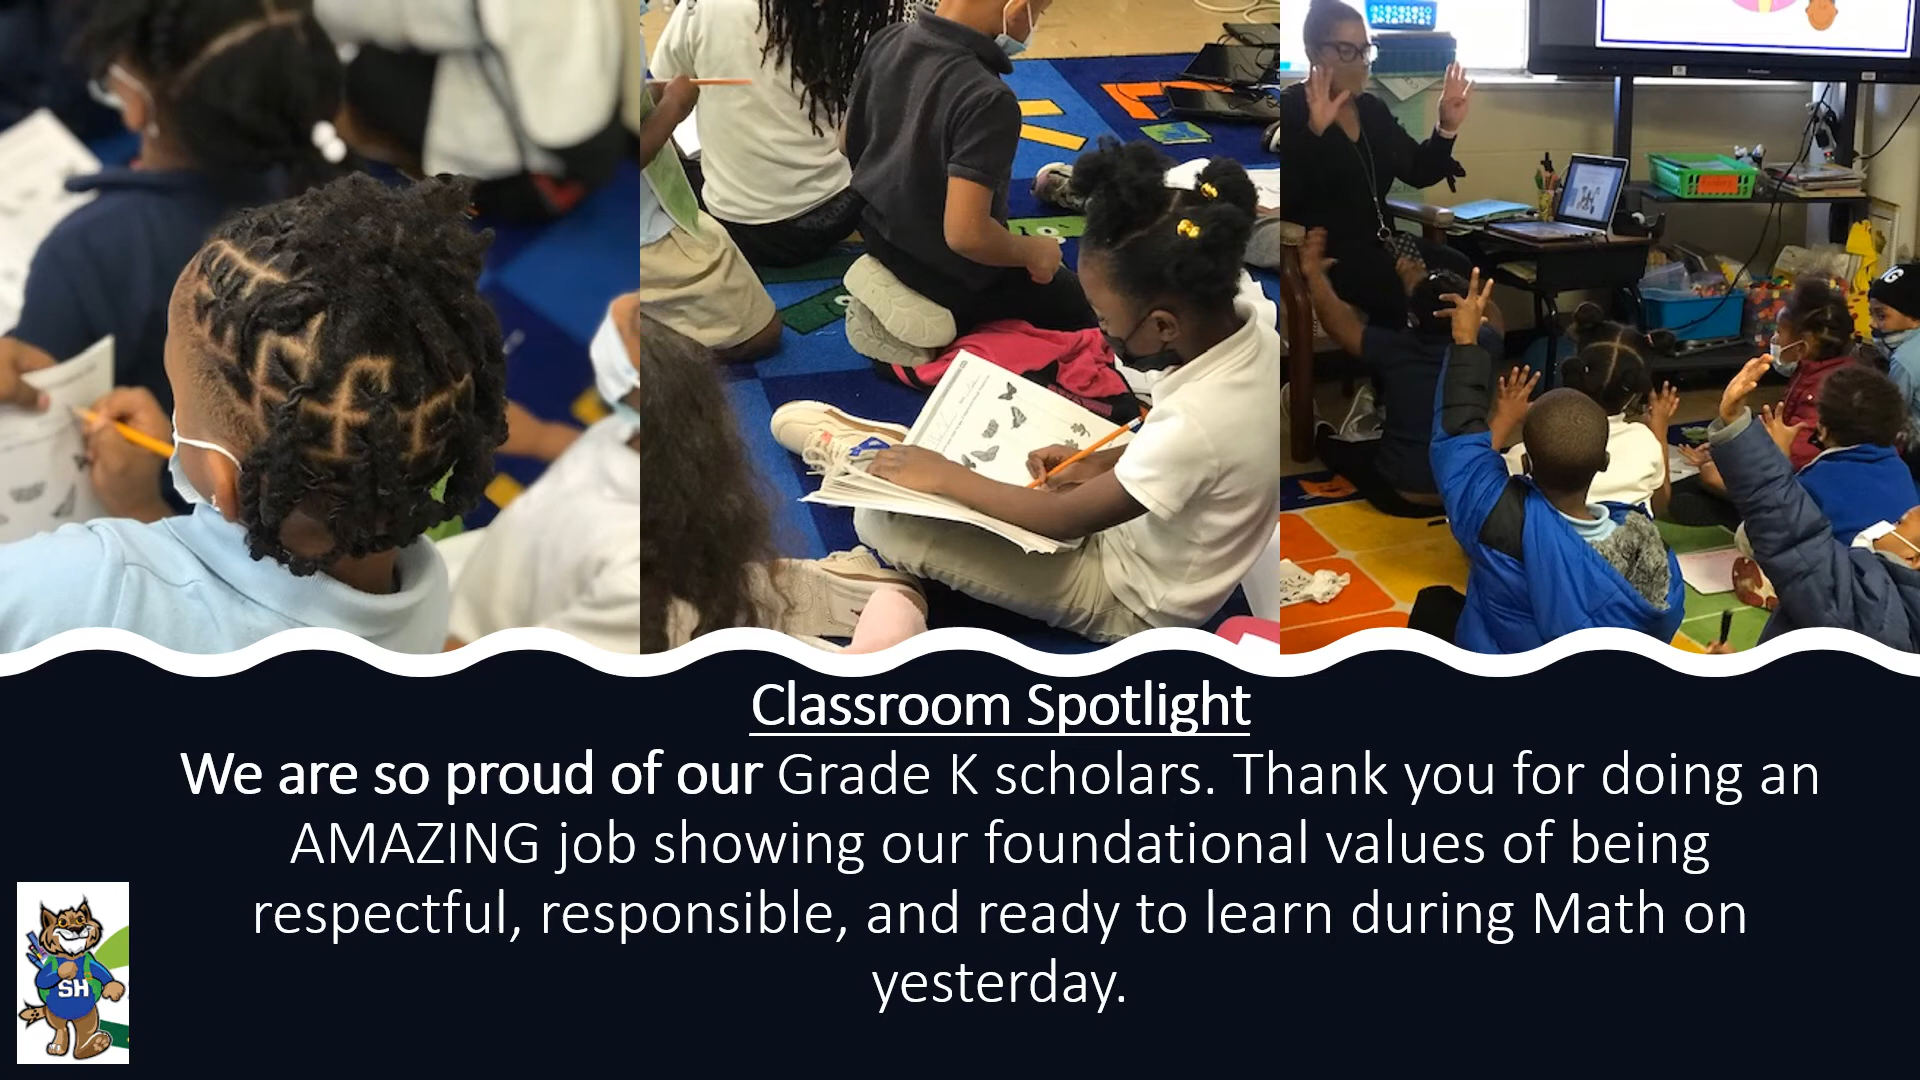 Classroom Spotlight
We are so proud of our Grade K scholars. Thank you for doing an
AMAZING job showing our foundational values of being
respectful, responsible, and ready to learn during Math on
yesterday.
SH